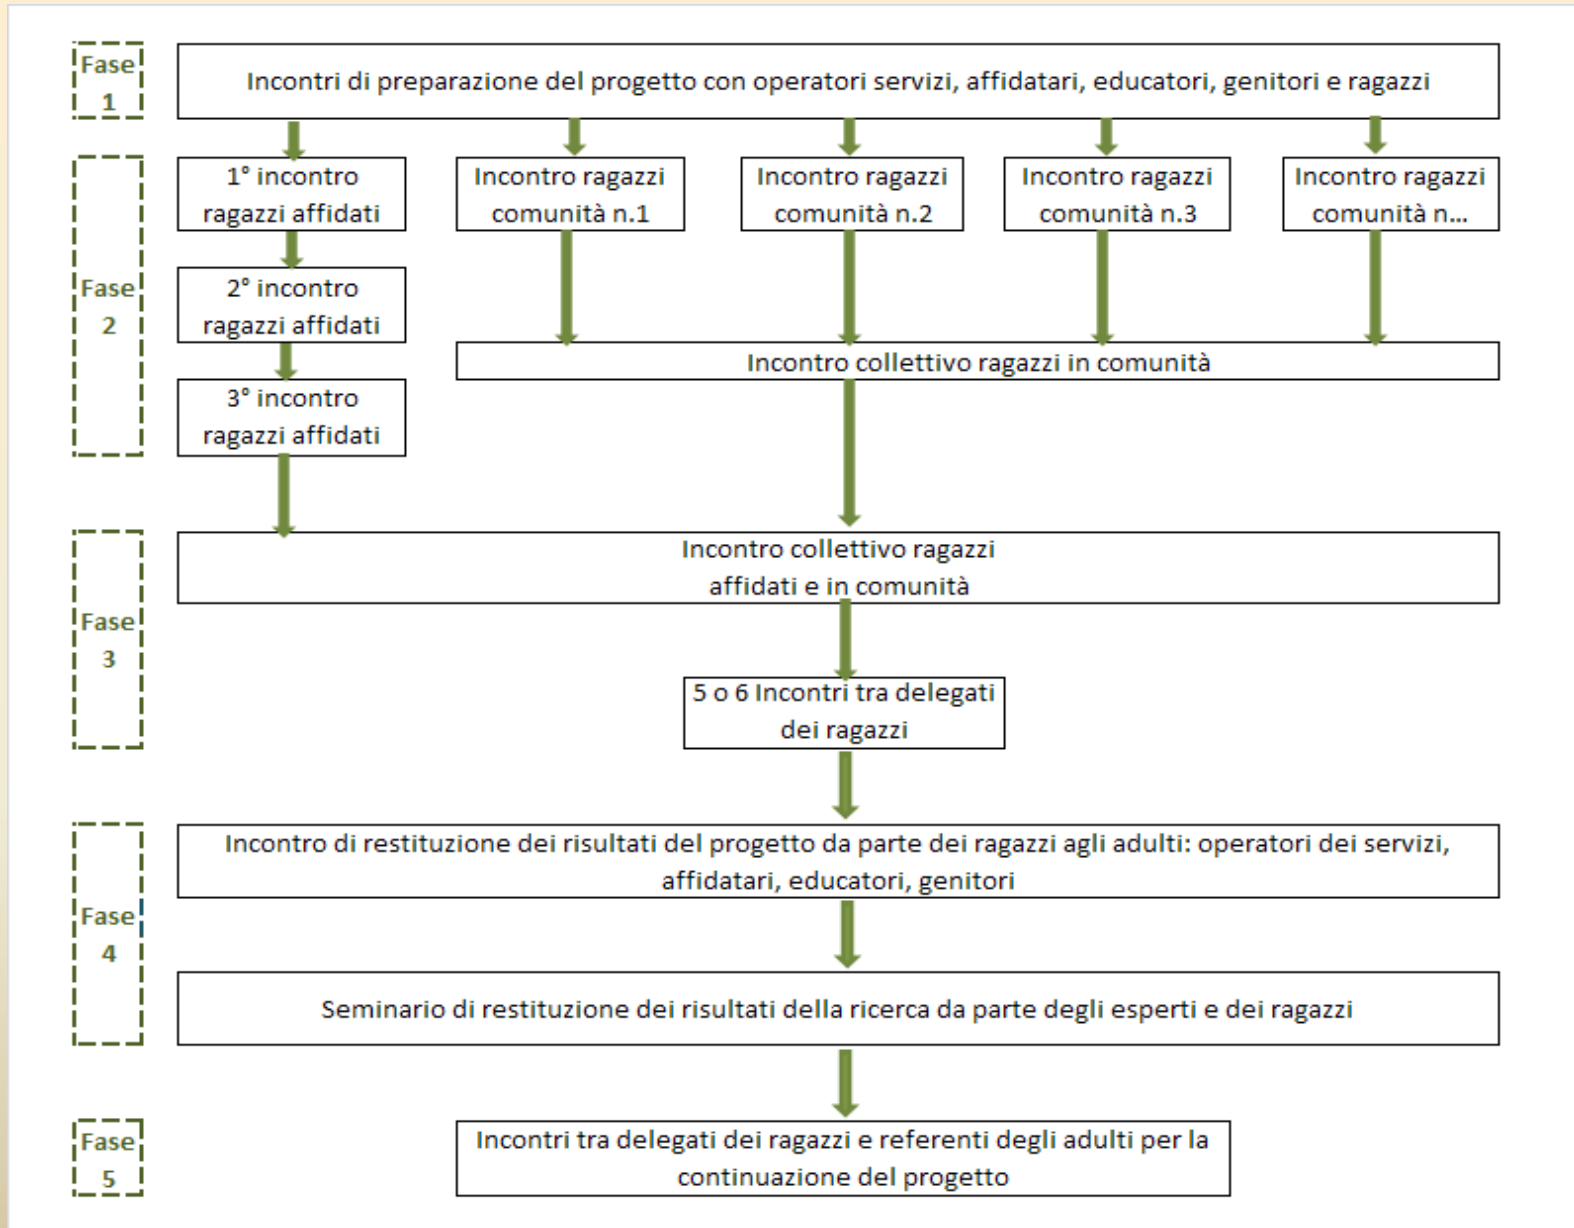 Fase
1
Incontri di preparazione del progetto con operatori servizi, affidatari, educatori, genitori e ragazzi
Fase
2
1° incontro
ragazzi affidati
Incontro ragazzi
comunità n.1
Incontro ragazzi
comunità n.2
Incontro ragazzi
comunità n.3
Incontro ragazzi
comunità n...
2° incontro
ragazzi affidati
Incontro collettivo ragazzi in comunità
3° incontro
ragazzi affidati
Fase
3
Incontro collettivo ragazzi
affidati e in comunità
5 o 6 Incontri tra delegati
dei ragazzi
Fase
4
Incontro di restituzione dei risultati del progetto da parte dei ragazzi agli adulti: operatori dei servizi,
affidatari, educatori, genitori
Seminario di restituzione dei risultati della ricerca da parte degli esperti e dei ragazzi
Fase
5
Incontri tra delegati dei ragazzi e referenti degli adulti per la
continuazione del progetto